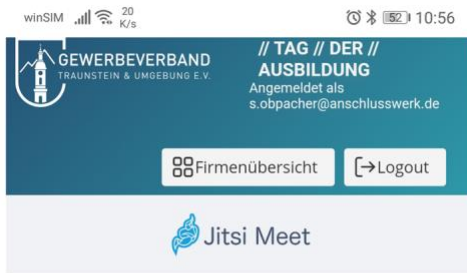 winSIM 20 K/s 52 10:56
GEWERBEVERBAND
TRAUNSTEIN & UMGEBUNG E.V.
// TAG // DER //
AUSBILDUNG
Angemeldet als
s.obpacher@anschlusswerk.de
Firmenübersicht Logout
Jitsi Meet